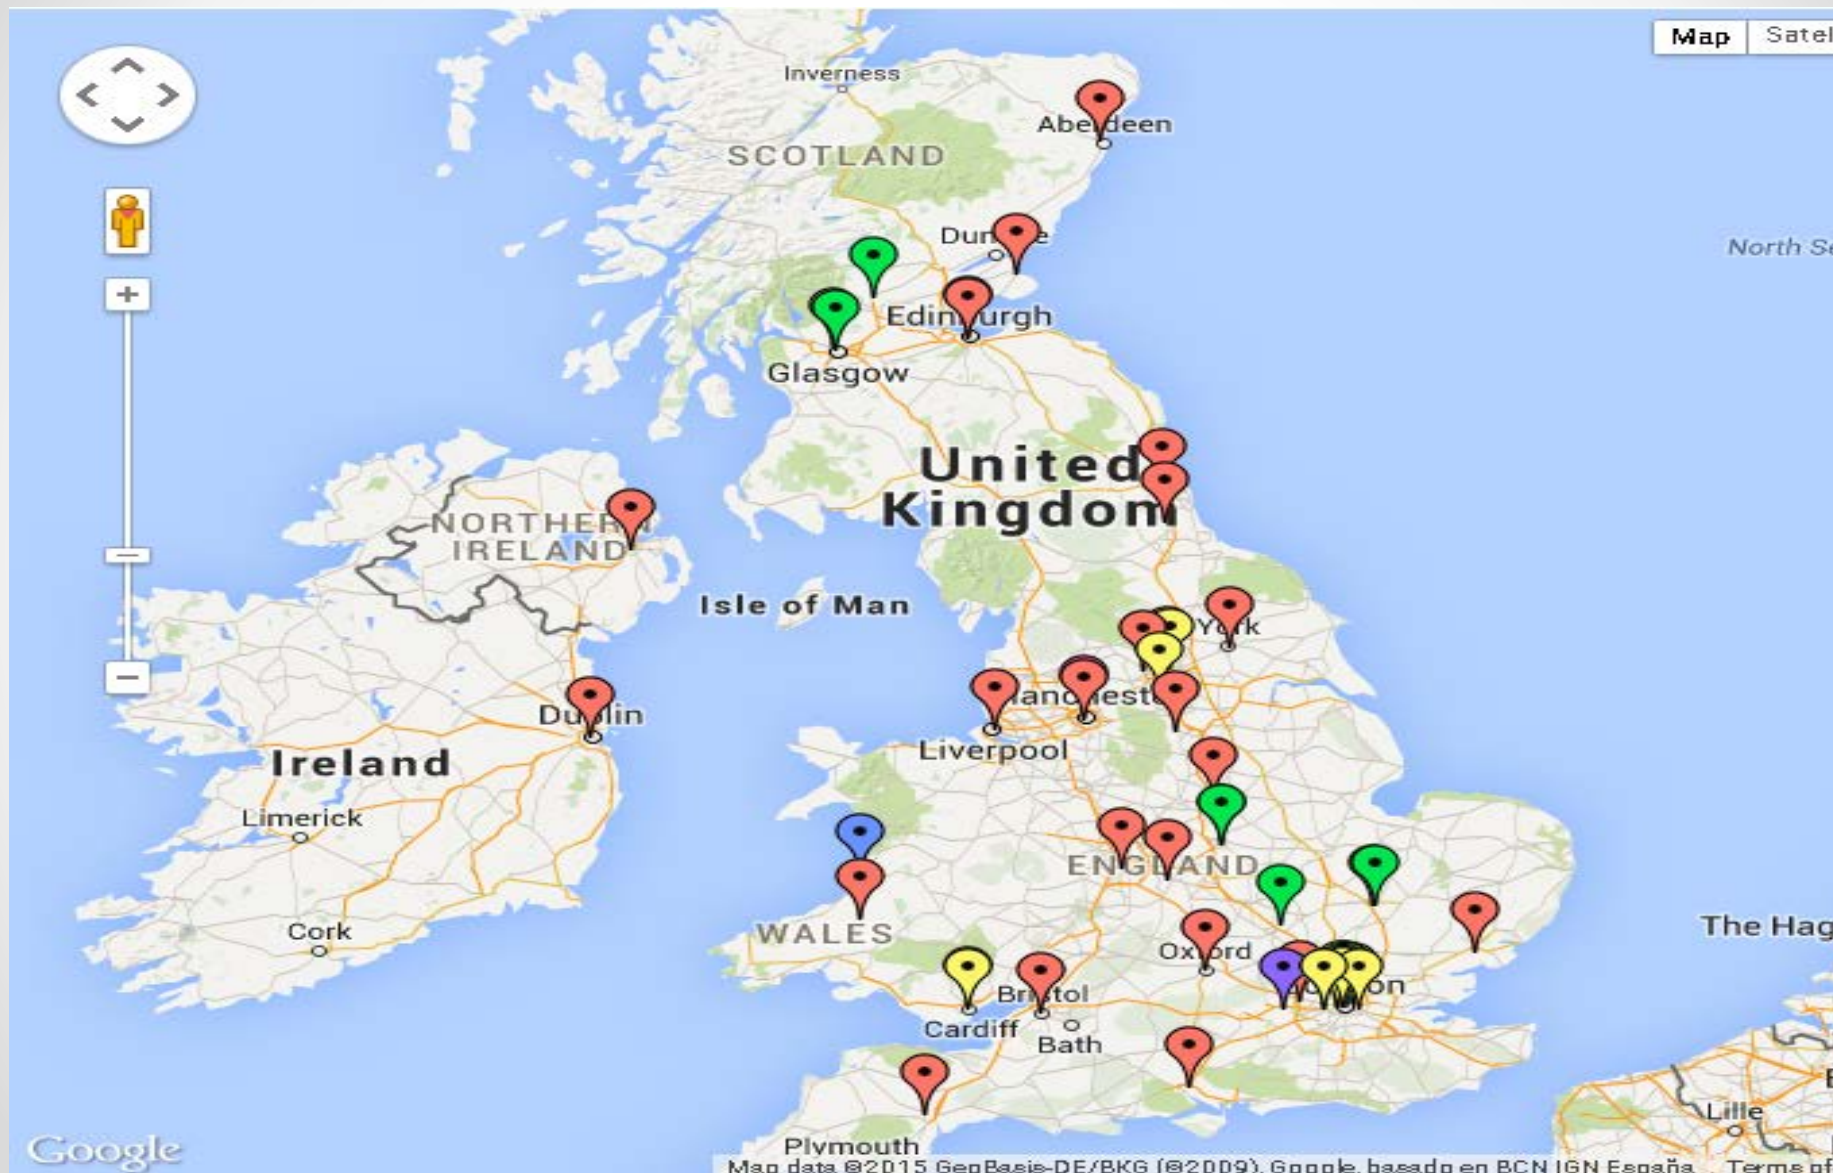 Map
Satel
Inverness
Aberdeen
SCOTLAND
North Se
Dundee
Edinburgh
Glasgow
United
Kingdom
NORTHERN
IRELAND
Isle of Man
York
Manchest
Dublin
Liverpool
Ireland
Limerick
ENGLAND
The Hag
Cork
WALES
Oxford
London
Bristol
Cardiff
Bath
Lille
Plymouth
Google
Map data ©2015 GeoBasis-DE/BKG (©2009), Google, basado en BCN IGN España
Terms of